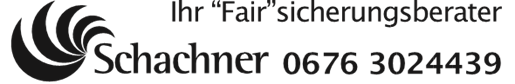 Ihr “Fair”sicherungsberater
Schachner 0676 3024439